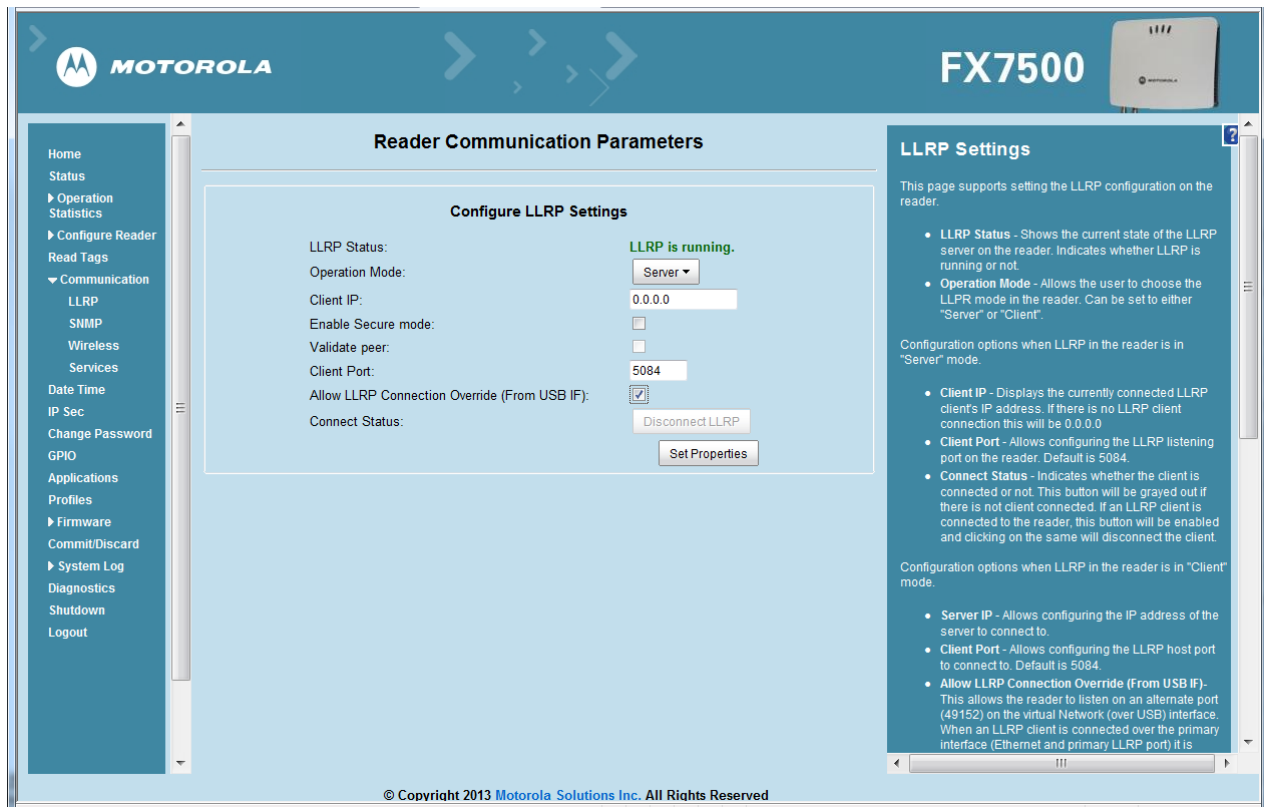 MOTOROLA
FX7500
MOTOROLA
Home
Status
Operation
Statistics
Configure Reader
Read Tags
Communication
LLRP
SNMP
Wireless
Services
Date Time
IP Sec
Change Password
GPIO
Applications
Profiles
Firmware
Commit/Discard
System Log
Diagnostics
Shutdown
Logout
Reader Communication Parameters
Configure LLRP Settings
LLRP Status: LLRP is running.
Operation Mode: Server
Client IP: 0.0.0.0
Enable Secure mode:
Validate peer:
Client Port: 5084
Allow LLRP Connection Override (From USB IF):
Connect Status: Disconnect LLRP
Set Properties
?
LLRP Settings
This page supports setting the LLRP configuration on the
reader.
• LLRP Status - Shows the current state of the LLRP
server on the reader. Indicates whether LLRP is
running or not.
• Operation Mode - Allows the user to choose the
LLPR mode in the reader. Can be set to either
"Server" or "Client".
Configuration options when LLRP in the reader is in
"Server" mode.
• Client IP - Displays the currently connected LLRP
client's IP address. If there is no LLRP client
connection this will be 0.0.0.0
• Client Port - Allows configuring the LLRP listening
port on the reader. Default is 5084.
• Connect Status - Indicates whether the client is
connected or not. This button will be grayed out if
there is not client connected. If an LLRP client is
connected to the reader, this button will be enabled
and clicking on the same will disconnect the client.
Configuration options when LLRP in the reader is in "Client"
mode.
• Server IP - Allows configuring the IP address of the
server to connect to.
• Client Port - Allows configuring the LLRP host port
to connect to. Default is 5084.
• Allow LLRP Connection Override (From USB IF)-
This allows the reader to listen on an alternate port
(49152) on the virtual Network (over USB) interface.
When an LLRP client is connected over the primary
interface (Ethernet and primary LLRP port) it is
© Copyright 2013 Motorola Solutions Inc. All Rights Reserved